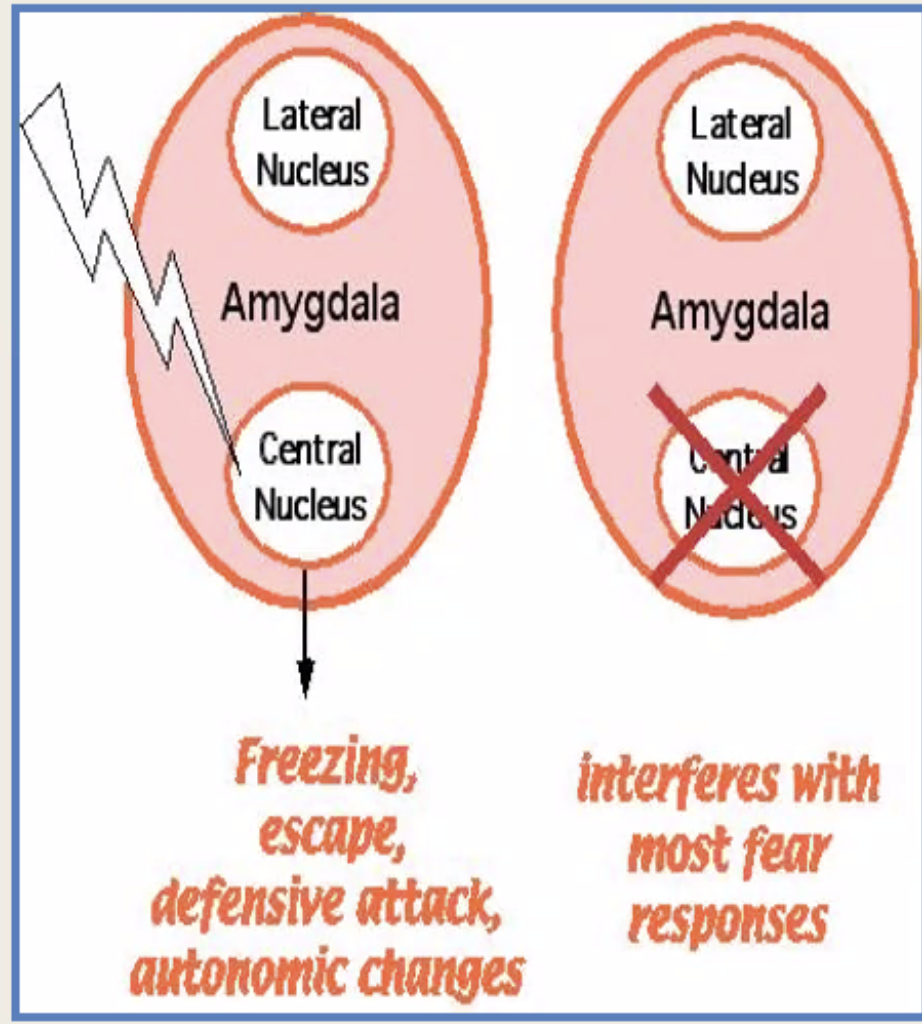 Lateral
Nucleus
Amygdala
Central
Nucleus
Freezing,
escape,
defensive attack,
autonomic changes
Lateral
Nucleus
Amygdala
Central
Nucleus
interferes with
most fear
responses